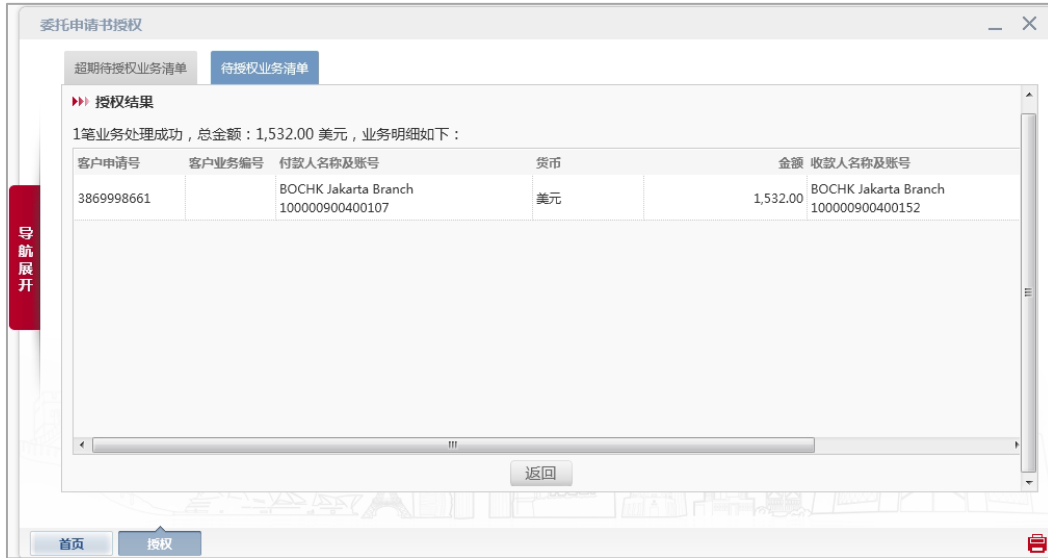 委托申请书授权
超期待授权业务清单 待授权业务清单
授权结果
1笔业务处理成功，总金额：1,532.00 美元，业务明细如下：
客户申请号 客户业务编号 付款人名称及账号 货币 金额 收款人名称及账号
3869998661 BOCHK Jakarta Branch 100000900400107 美元 1,532.00 BOCHK Jakarta Branch 100000900400152
导航展开
返回
首页 授权